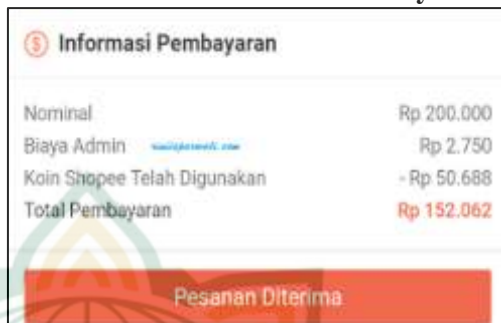 Informasi Pembayaran
Nominal Rp 200.000
Biaya Admin Rp 2.750
Koin Shopee Telah Digunakan - Rp 50.688
Total Pembayaran Rp 152.062
Pesanan Diterima